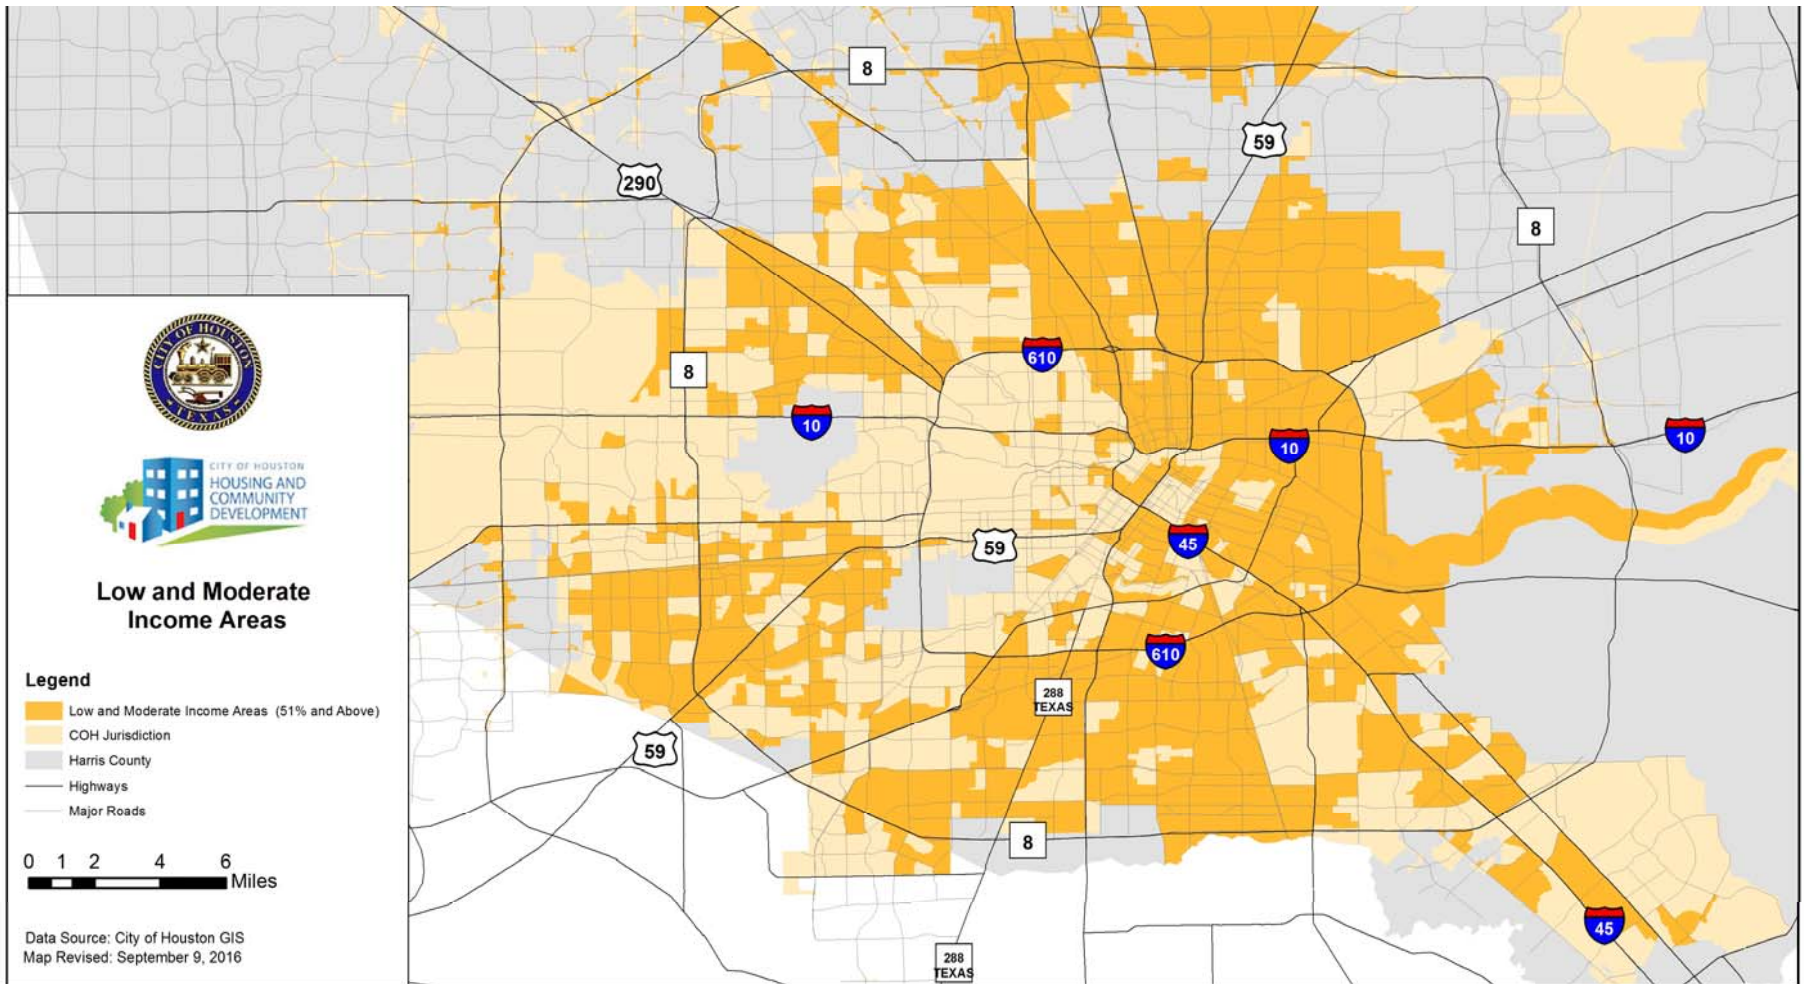 8
59
290
8
610
8
10
10
10
59
45
610
288
TEXAS
59
8
45
288
TEXAS
CITY OF HOUSTON
TEXAS
CITY OF HOUSTON
HOUSING AND
COMMUNITY
DEVELOPMENT
Low and Moderate
Income Areas
Legend
Low and Moderate Income Areas (51% and Above)
COH Jurisdiction
Harris County
Highways
Major Roads
0 1 2 4 6
Miles
Data Source: City of Houston GIS
Map Revised: September 9, 2016